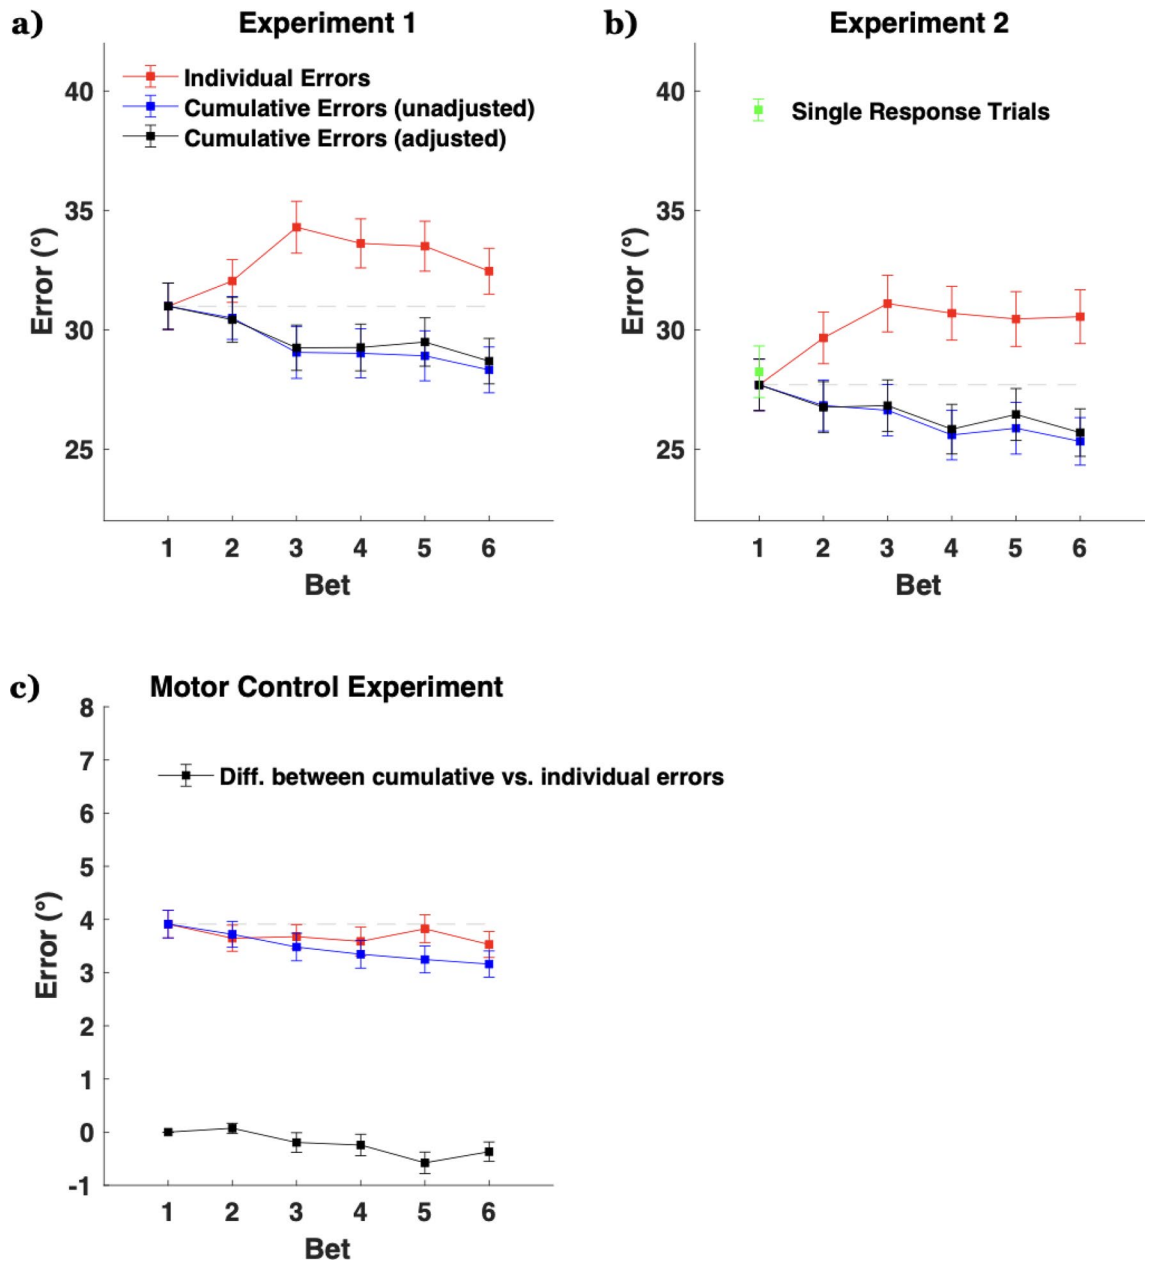 a)
Experiment 1
Individual Errors
Cumulative Errors (unadjusted)
Cumulative Errors (adjusted)
40
35
30
25
Error (°)
1 2 3 4 5 6
Bet
b)
Experiment 2
Single Response Trials
40
35
30
25
Error (°)
1 2 3 4 5 6
Bet
c)
Motor Control Experiment
Diff. between cumulative vs. individual errors
8
7
6
5
4
3
2
1
0
-1
Error (°)
1 2 3 4 5 6
Bet